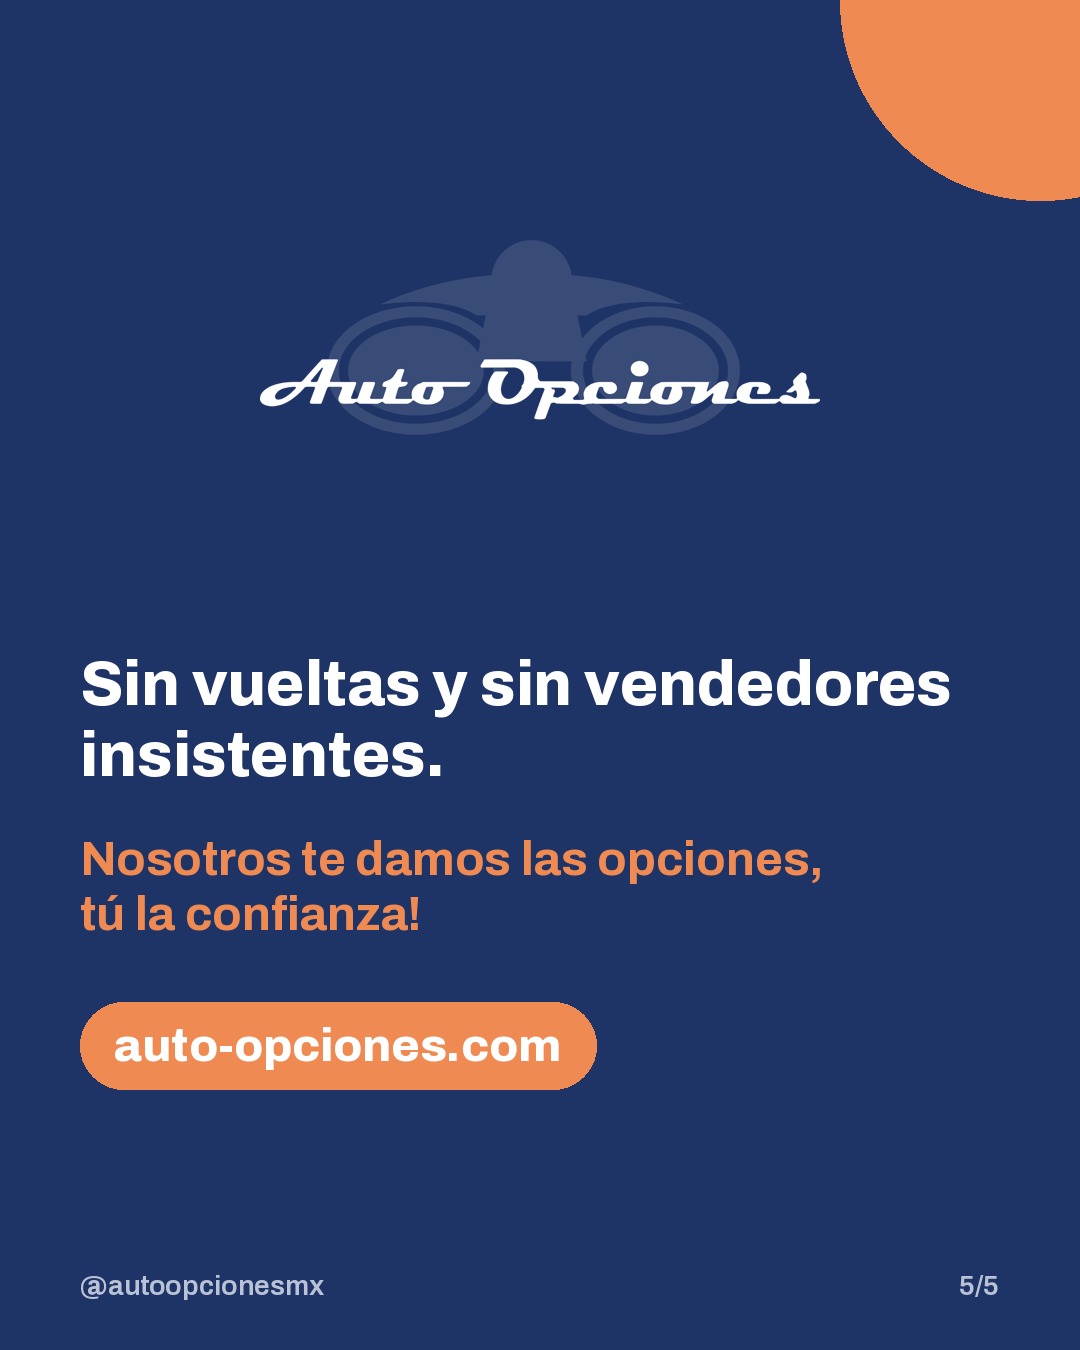 Auto Opciones
Sin vueltas y sin vendedores
insistentes.
Nosotros te damos las opciones,
tú la confianza!
auto-opciones.com
@autoopcionesmx
5/5